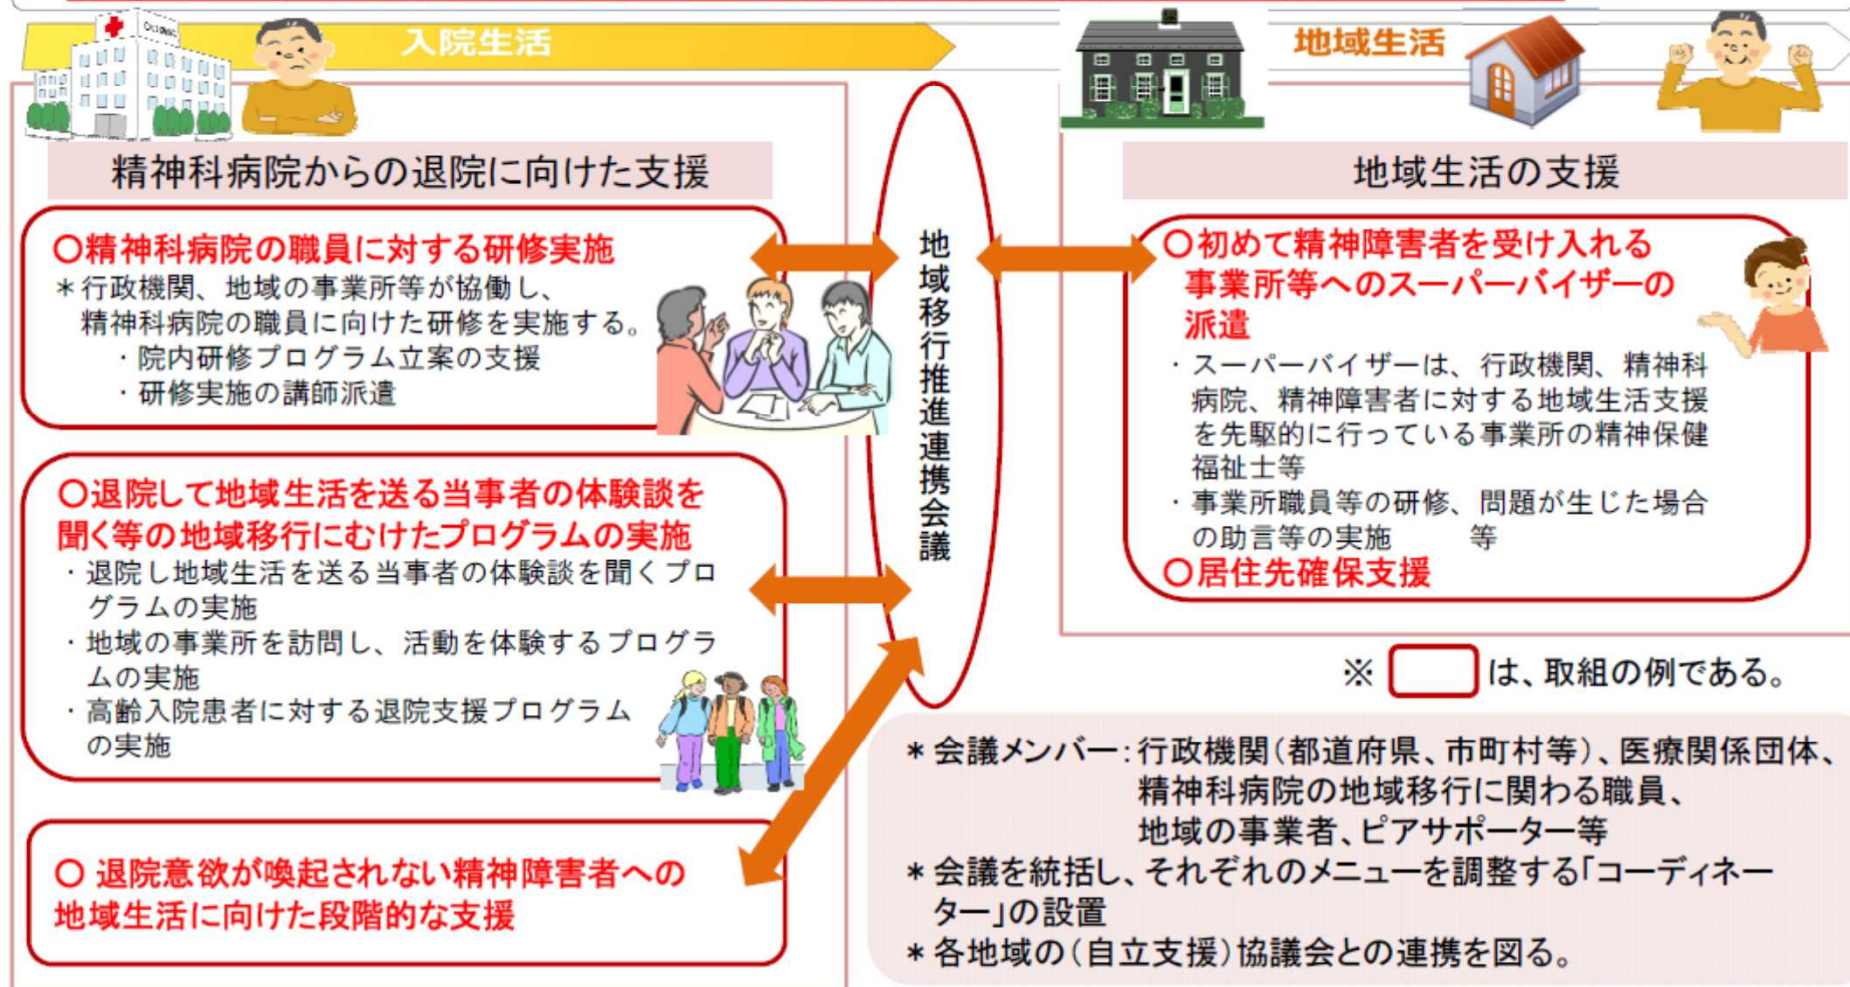 入院生活
地域生活
精神科病院からの退院に向けた支援
○精神科病院の職員に対する研修実施
＊行政機関、地域の事業所等が協働し、
精神科病院の職員に向けた研修を実施する。
・院内研修プログラム立案の支援
・研修実施の講師派遣
○退院して地域生活を送る当事者の体験談を
聞く等の地域移行にむけたプログラムの実施
・退院し地域生活を送る当事者の体験談を聞くプロ
グラムの実施
・地域の事業所を訪問し、活動を体験するプログラ
ムの実施
・高齢入院患者に対する退院支援プログラム
の実施
○ 退院意欲が喚起されない精神障害者への
地域生活に向けた段階的な支援
地域移行推進連携会議
地域生活の支援
○初めて精神障害者を受け入れる
事業所等へのスーパーバイザーの
派遣
・スーパーバイザーは、行政機関、精神科
病院、精神障害者に対する地域生活支援
を先駆的に行っている事業所の精神保健
福祉士等
・事業所職員等の研修、問題が生じた場合
の助言等の実施　　等
○居住先確保支援
※　　は、取組の例である。
＊会議メンバー：行政機関（都道府県、市町村等）、医療関係団体、
精神科病院の地域移行に関わる職員、
地域の事業者、ピアサポーター等
＊会議を統括し、それぞれのメニューを調整する「コーディネー
ター」の設置
＊各地域の（自立支援）協議会との連携を図る。